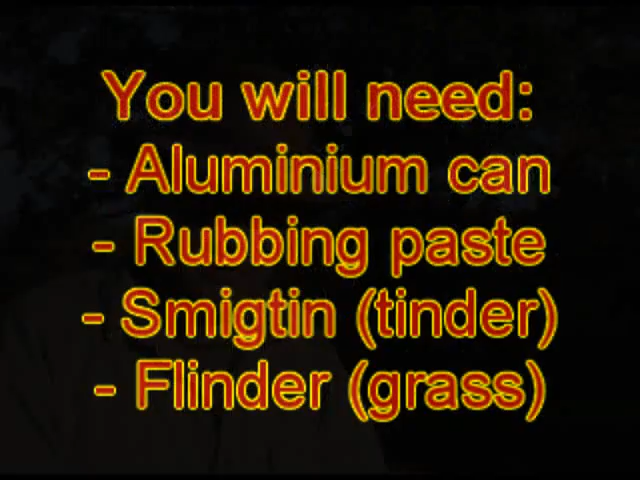 You will need:
- Aluminium can
- Rubbing paste
- Smigtin (tinder)
- Flinder (grass)